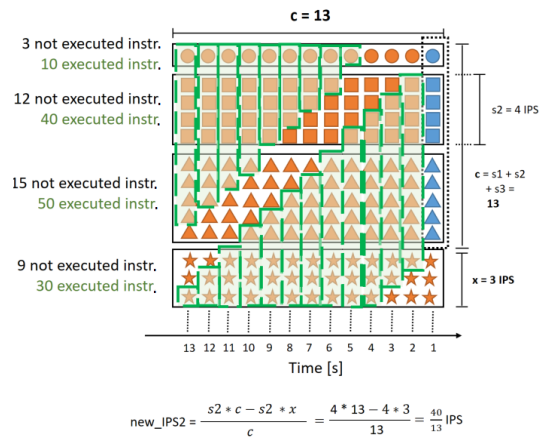 c = 13
3 not executed instr.
10 executed instr.
12 not executed instr.
40 executed instr.
s2 = 4 IPS
c = s1 + s2
+ s3 =
13
15 not executed instr.
50 executed instr.
9 not executed instr.
30 executed instr.
x = 3 IPS
13 12 11 10 9 8 7 6 5 4 3 2 1
Time [s]
new_IPS2 = \frac{s2 * c − s2 * x}{c} = \frac{4 * 13 − 4 * 3}{13} = \frac{40}{13} IPS